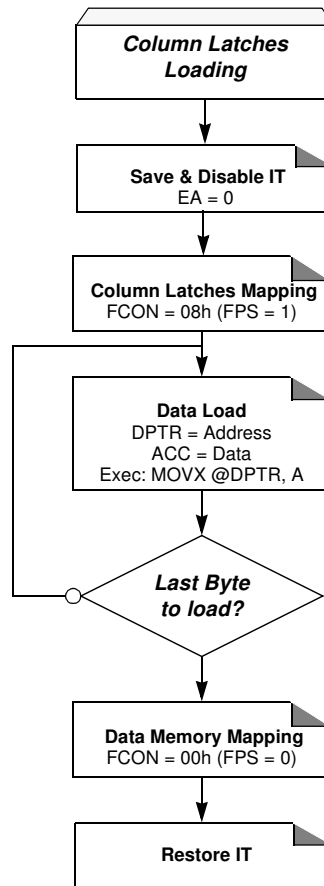 Column Latches
Loading
Save & Disable IT
EA = 0
Column Latches Mapping
FCON = 08h (FPS = 1)
Data Load
DPTR = Address
ACC = Data
Exec: MOVX @DPTR, A
Last Byte
to load?
Data Memory Mapping
FCON = 00h (FPS = 0)
Restore IT